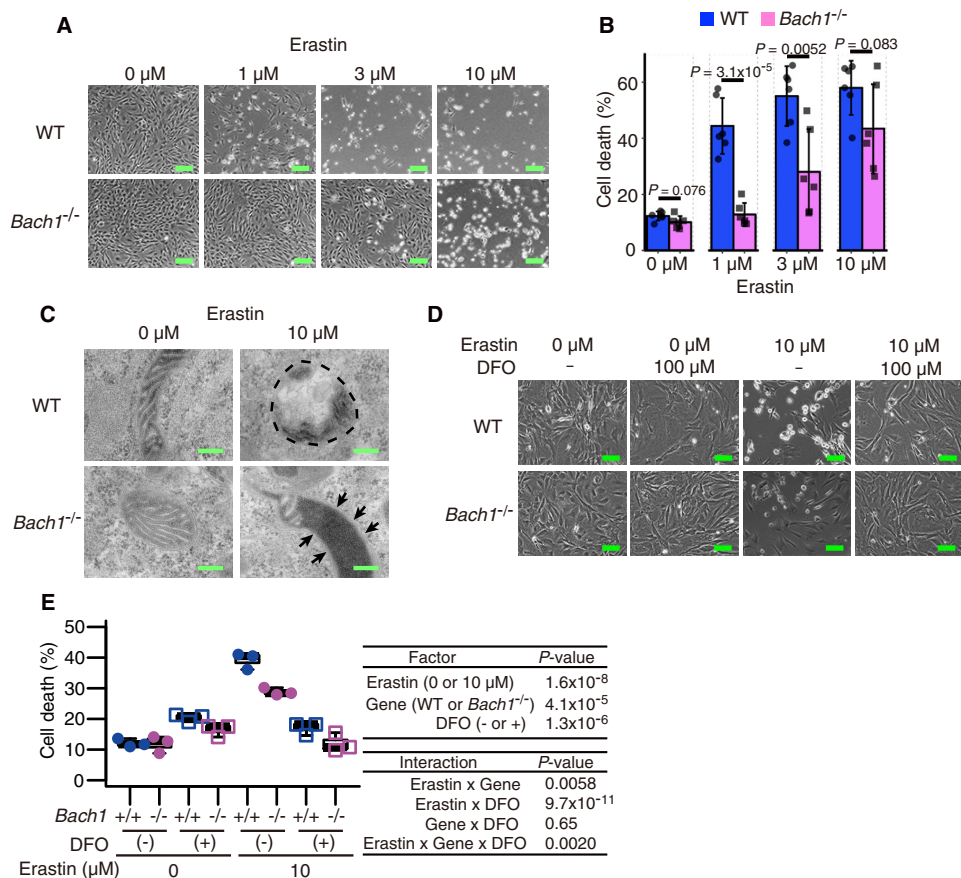 A
Erastin
0 µM 1 µM 3 µM 10 µM
WT
Bach1-/-
B
WT Bach1-/-
P = 3.1x10-5
P = 0.0052
P = 0.083
P = 0.076
Cell death (%)
60
40
20
0
0 µM 1 µM 3 µM 10 µM
Erastin
C
Erastin
0 µM 10 µM
WT
Bach1-/-
D
Erastin 0 µM 0 µM 10 µM 10 µM
DFO – 100 µM – 100 µM
WT
Bach1-/-
E
Cell death (%)
50
40
30
20
10
0
Bach1 +/+ -/- +/+ -/- +/+ -/- +/+ -/-
DFO (-) (+) (-) (+)
Erastin (µM) 0 10
Factor P-value
Erastin (0 or 10 µM) 1.6x10-8
Gene (WT or Bach1-/-) 4.1x10-5
DFO (- or +) 1.3x10-6
Interaction P-value
Erastin x Gene 0.0058
Erastin x DFO 9.7x10-11
Gene x DFO 0.65
Erastin x Gene x DFO 0.0020